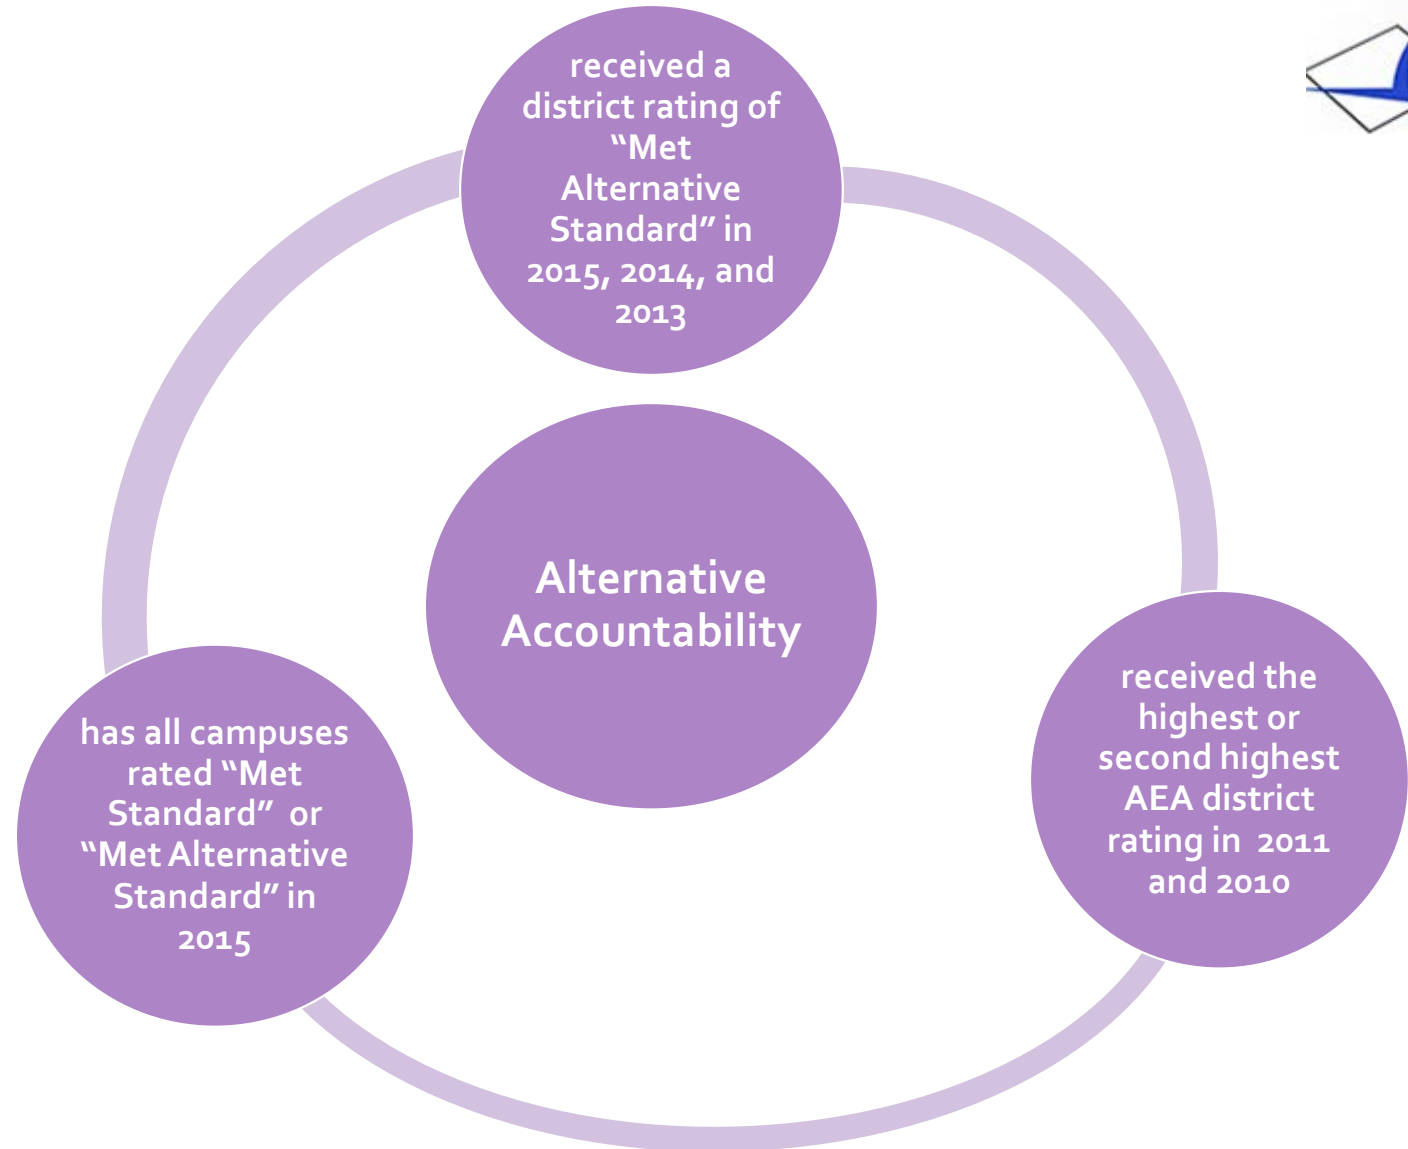 received a
district rating of
“Met
Alternative
Standard” in
2015, 2014, and
2013
Alternative
Accountability
received the
highest or
second highest
AEA district
rating in 2011
and 2010
has all campuses
rated “Met
Standard” or
“Met Alternative
Standard” in
2015